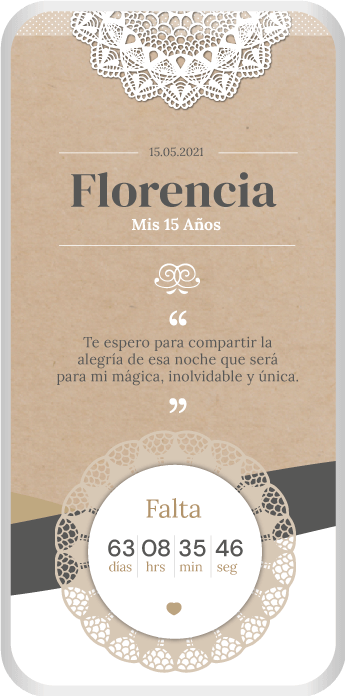 15.05.2021
Florencia
Mis 15 Años
“
Te espero para compartir la
alegría de esa noche que será
para mi mágica, inolvidable y única.
”
Falta
63 08 35 46
días hrs min seg